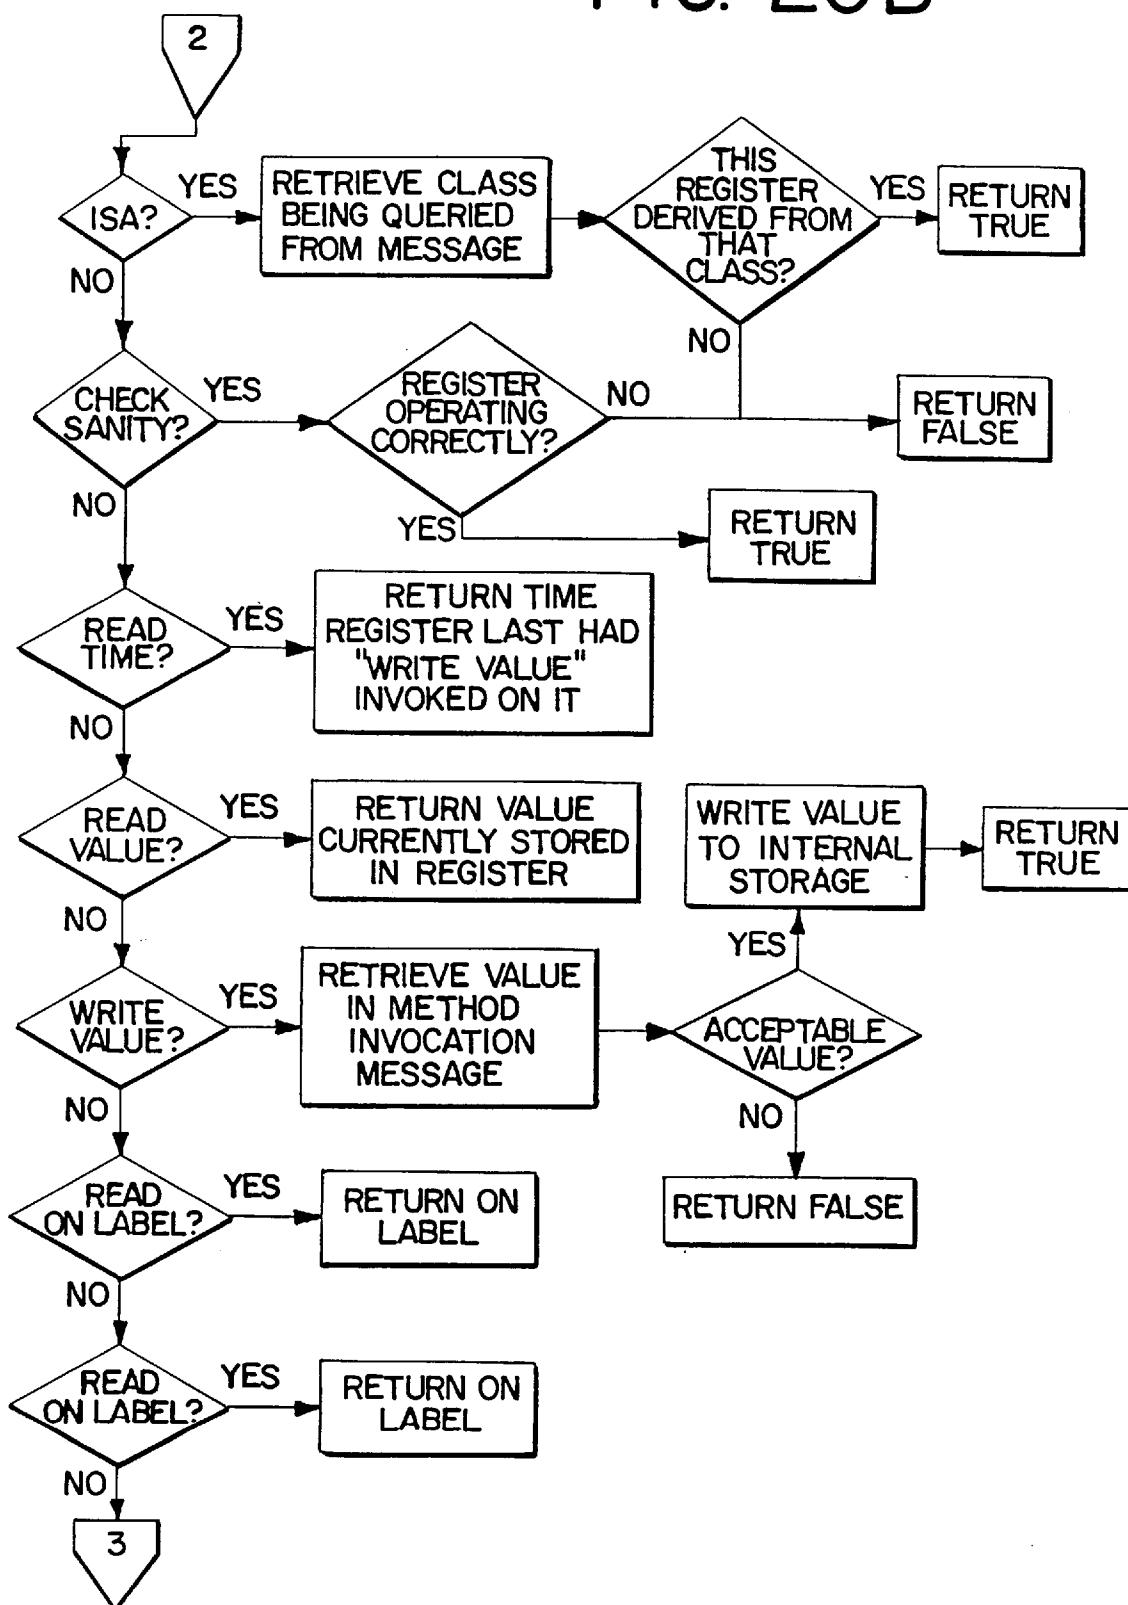 FIG. 20B
2
ISA?
YES
RETRIEVE CLASS
BEING QUERIED
FROM MESSAGE
THIS
REGISTER
DERIVED FROM
THAT
CLASS?
YES
RETURN
TRUE
NO
NO
CHECK
SANITY?
YES
REGISTER
OPERATING
CORRECTLY?
NO
RETURN
FALSE
YES
RETURN
TRUE
NO
READ
TIME?
YES
RETURN TIME
REGISTER LAST HAD
"WRITE VALUE"
INVOKED ON IT
NO
READ
VALUE?
YES
RETURN VALUE
CURRENTLY STORED
IN REGISTER
NO
WRITE
VALUE?
YES
RETRIEVE VALUE
IN METHOD
INVOCATION
MESSAGE
ACCEPTABLE
VALUE?
YES
WRITE VALUE
TO INTERNAL
STORAGE
RETURN
TRUE
NO
RETURN FALSE
NO
READ
ON LABEL?
YES
RETURN ON
LABEL
NO
READ
ON LABEL?
YES
RETURN ON
LABEL
NO
3